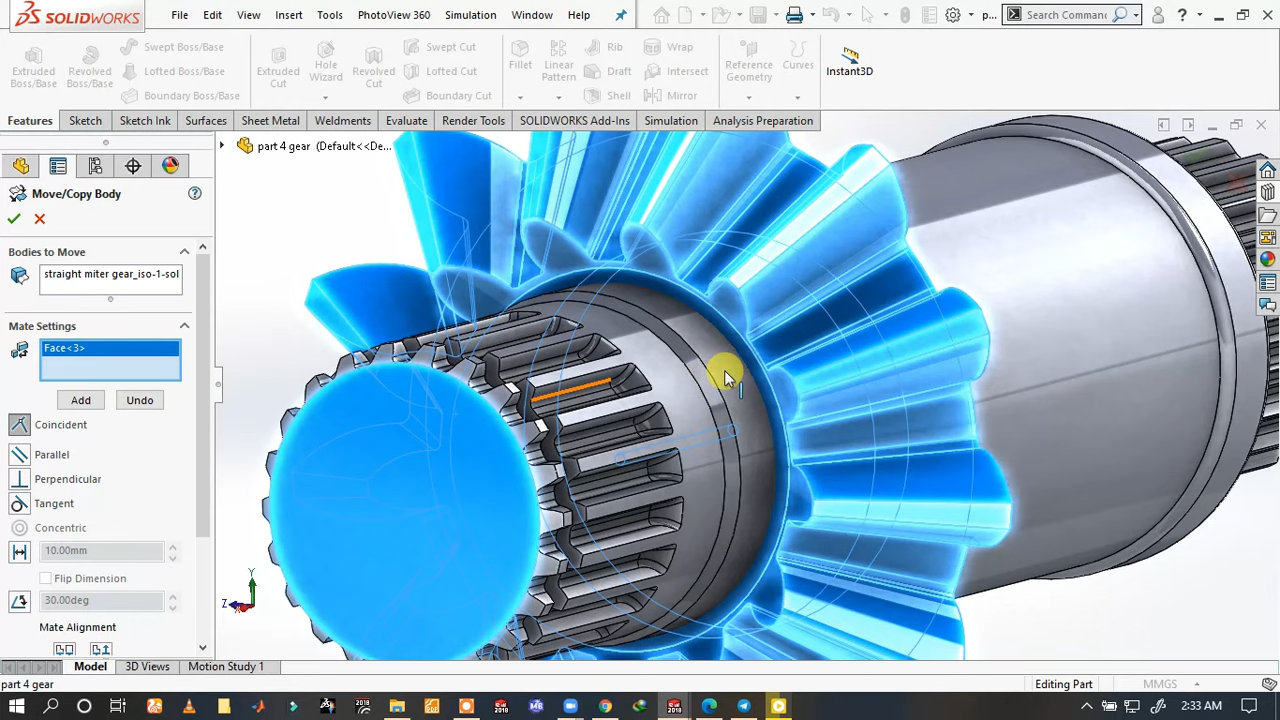 SOLIDWORKS File Edit View Insert Tools PhotoView 360 Simulation Window Help p... Search Commanc
Extruded Boss/Base Revolved Boss/Base Swept Boss/Base Lofted Boss/Base Boundary Boss/Base Extruded Cut Hole Wizard Revolved Cut Swept Cut Lofted Cut Boundary Cut Fillet Linear Pattern Rib Draft Shell Wrap Intersect Mirror Reference Geometry Curves Instant3D
Features Sketch Sketch Ink Surfaces Sheet Metal Weldments Evaluate Render Tools SOLIDWORKS Add-Ins Simulation Analysis Preparation
part 4 gear (Default<<De...
Move/Copy Body
Bodies to Move
straight miter gear_iso-1-sol
Mate Settings
Face<3>
Add Undo
Coincident
Parallel
Perpendicular
Tangent
Concentric
10.00mm
Flip Dimension
30.00deg
Mate Alignment
Y
Z
Model 3D Views Motion Study 1
part 4 gear Editing Part MMGS
2:33 AM